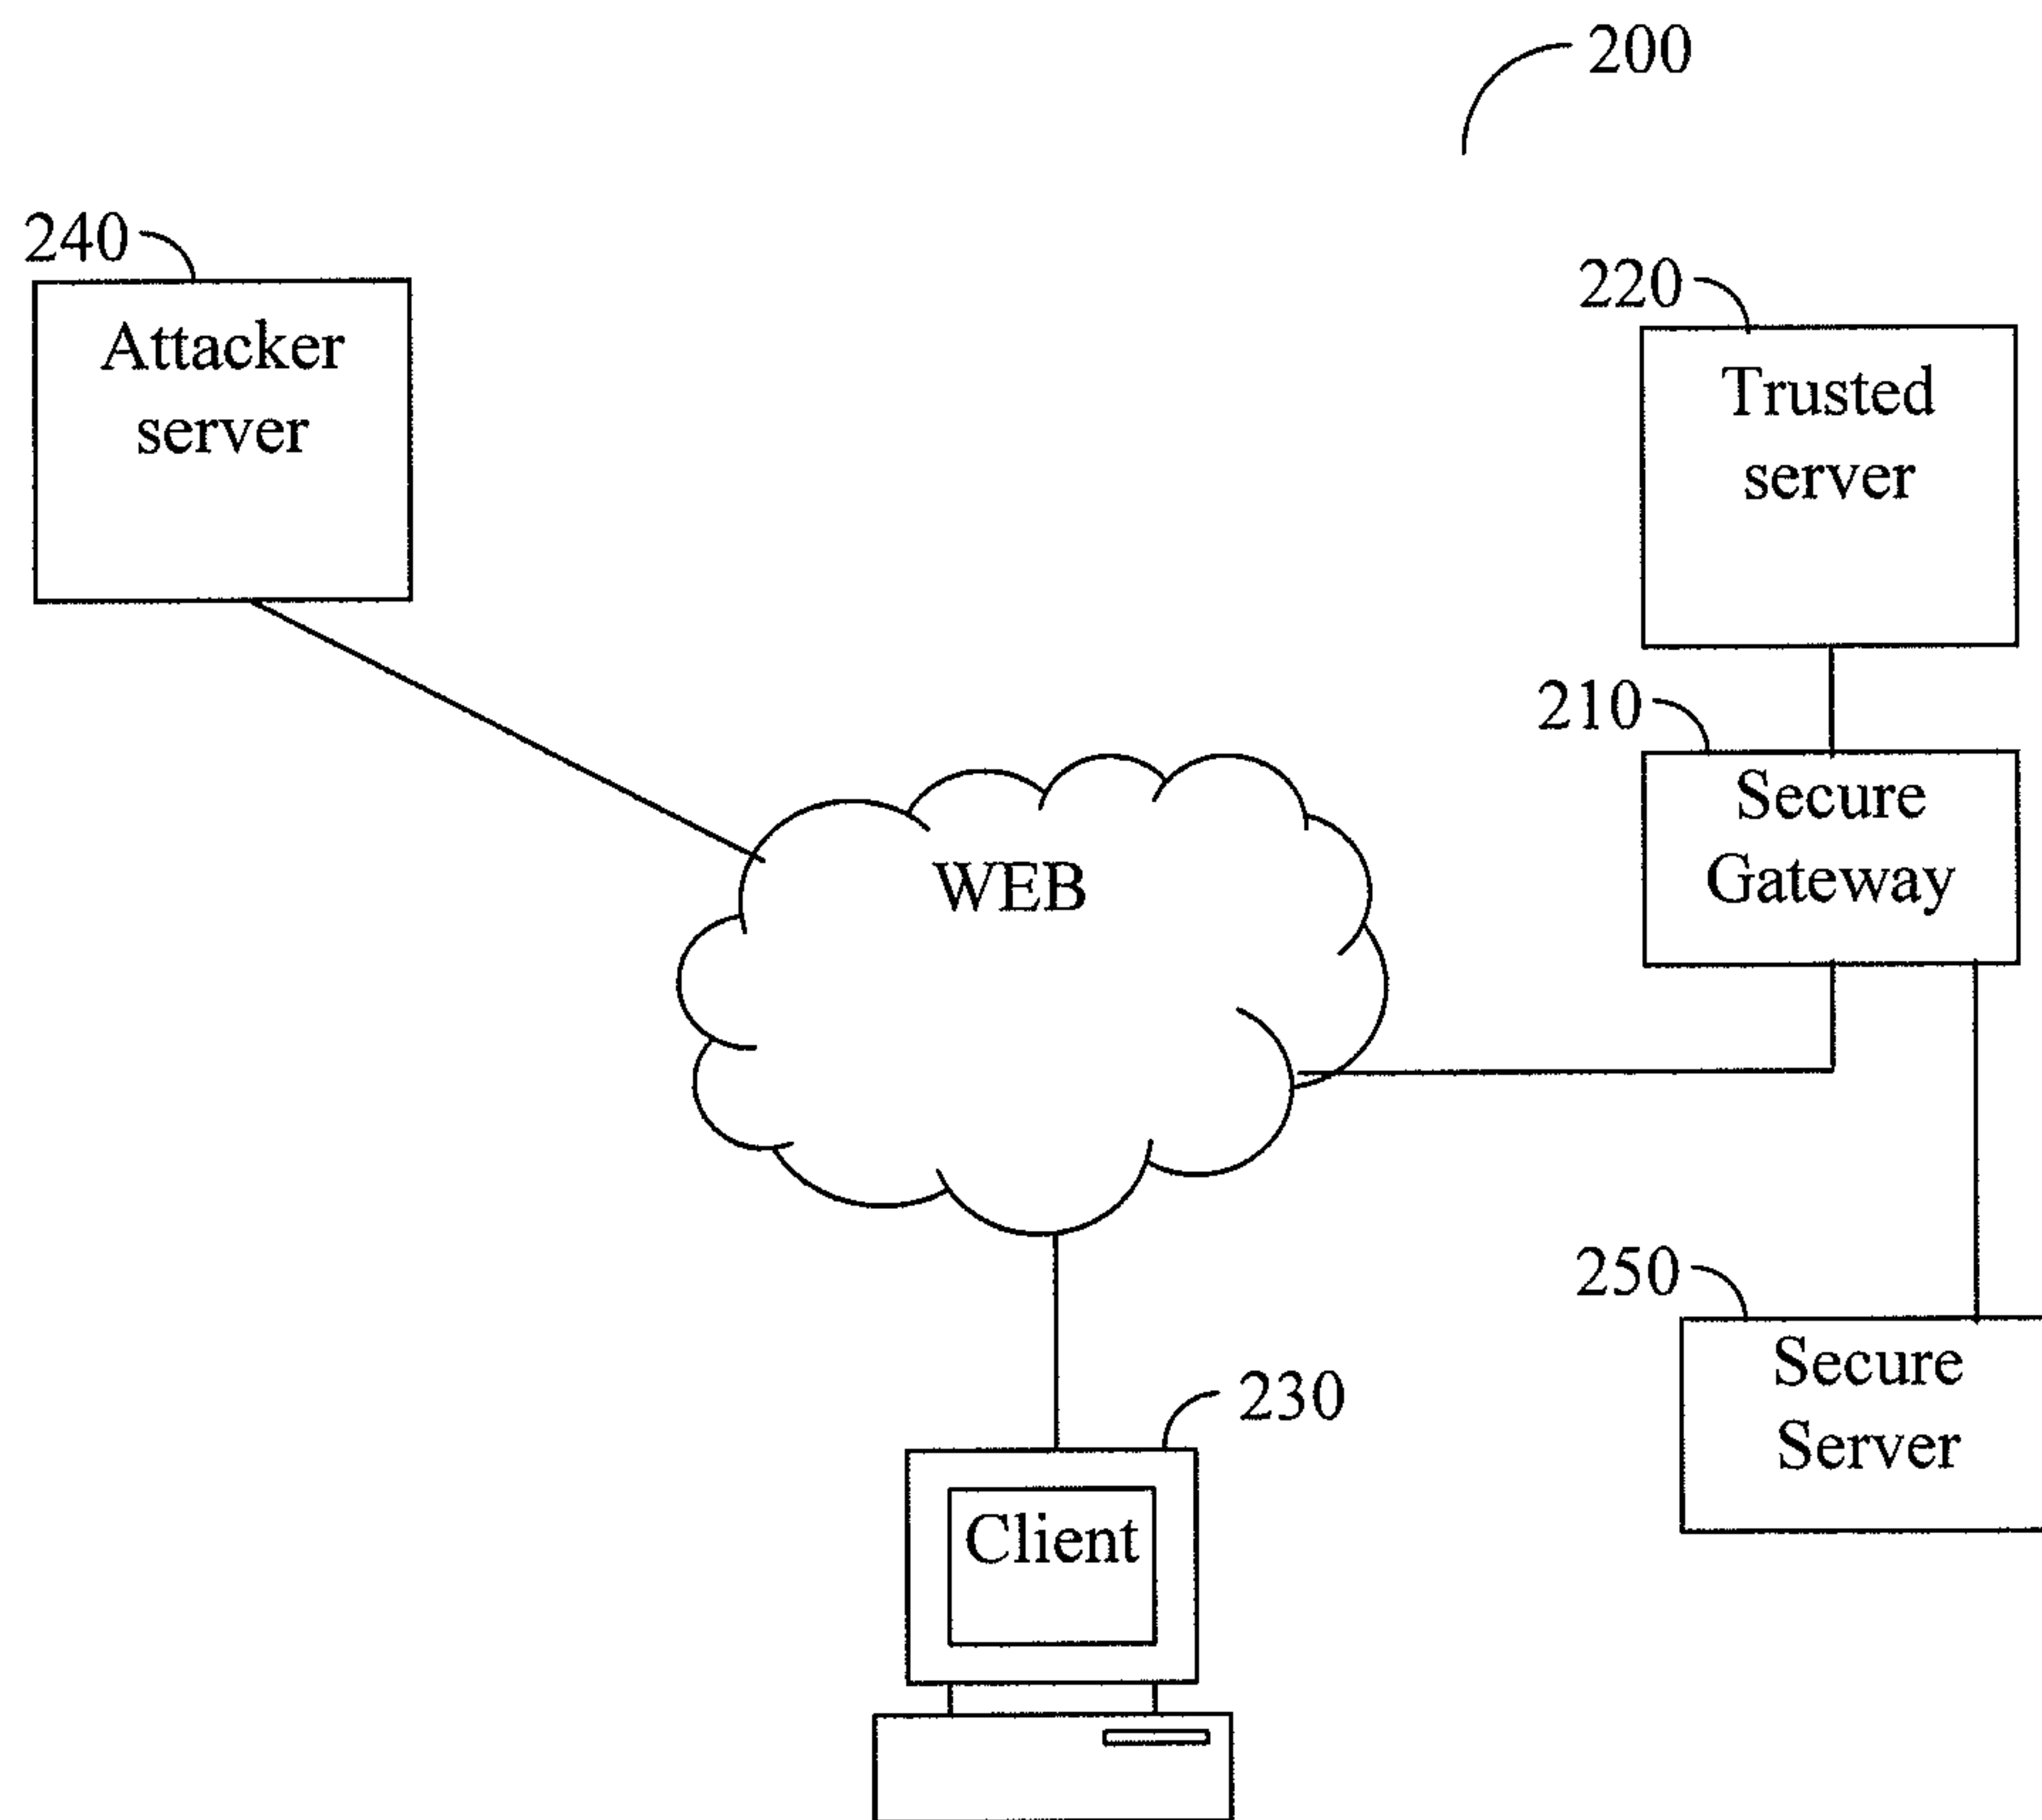 200
240
Attacker
server
220
Trusted
server
210
Secure
Gateway
WEB
250
Secure
Server
230
Client